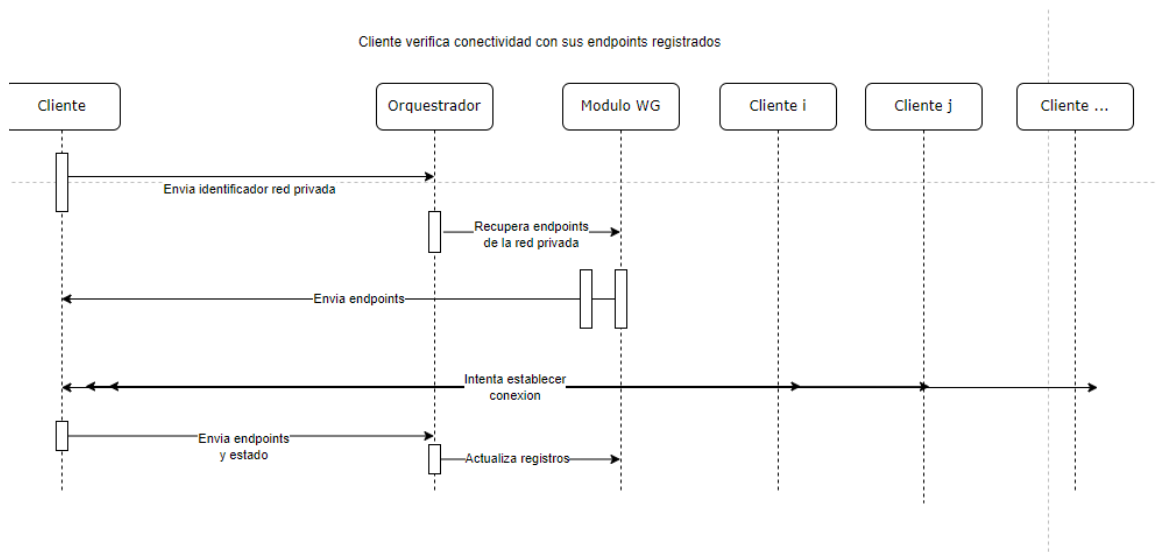 Cliente verifica conectividad con sus endpoints registrados
Cliente
Orquestrador
Modulo WG
Cliente i
Cliente j
Cliente ...
Envia identificador red privada
Recupera endpoints
de la red privada
Envia endpoints
Intenta establecer
conexion
Envia endpoints
y estado
Actualiza registros